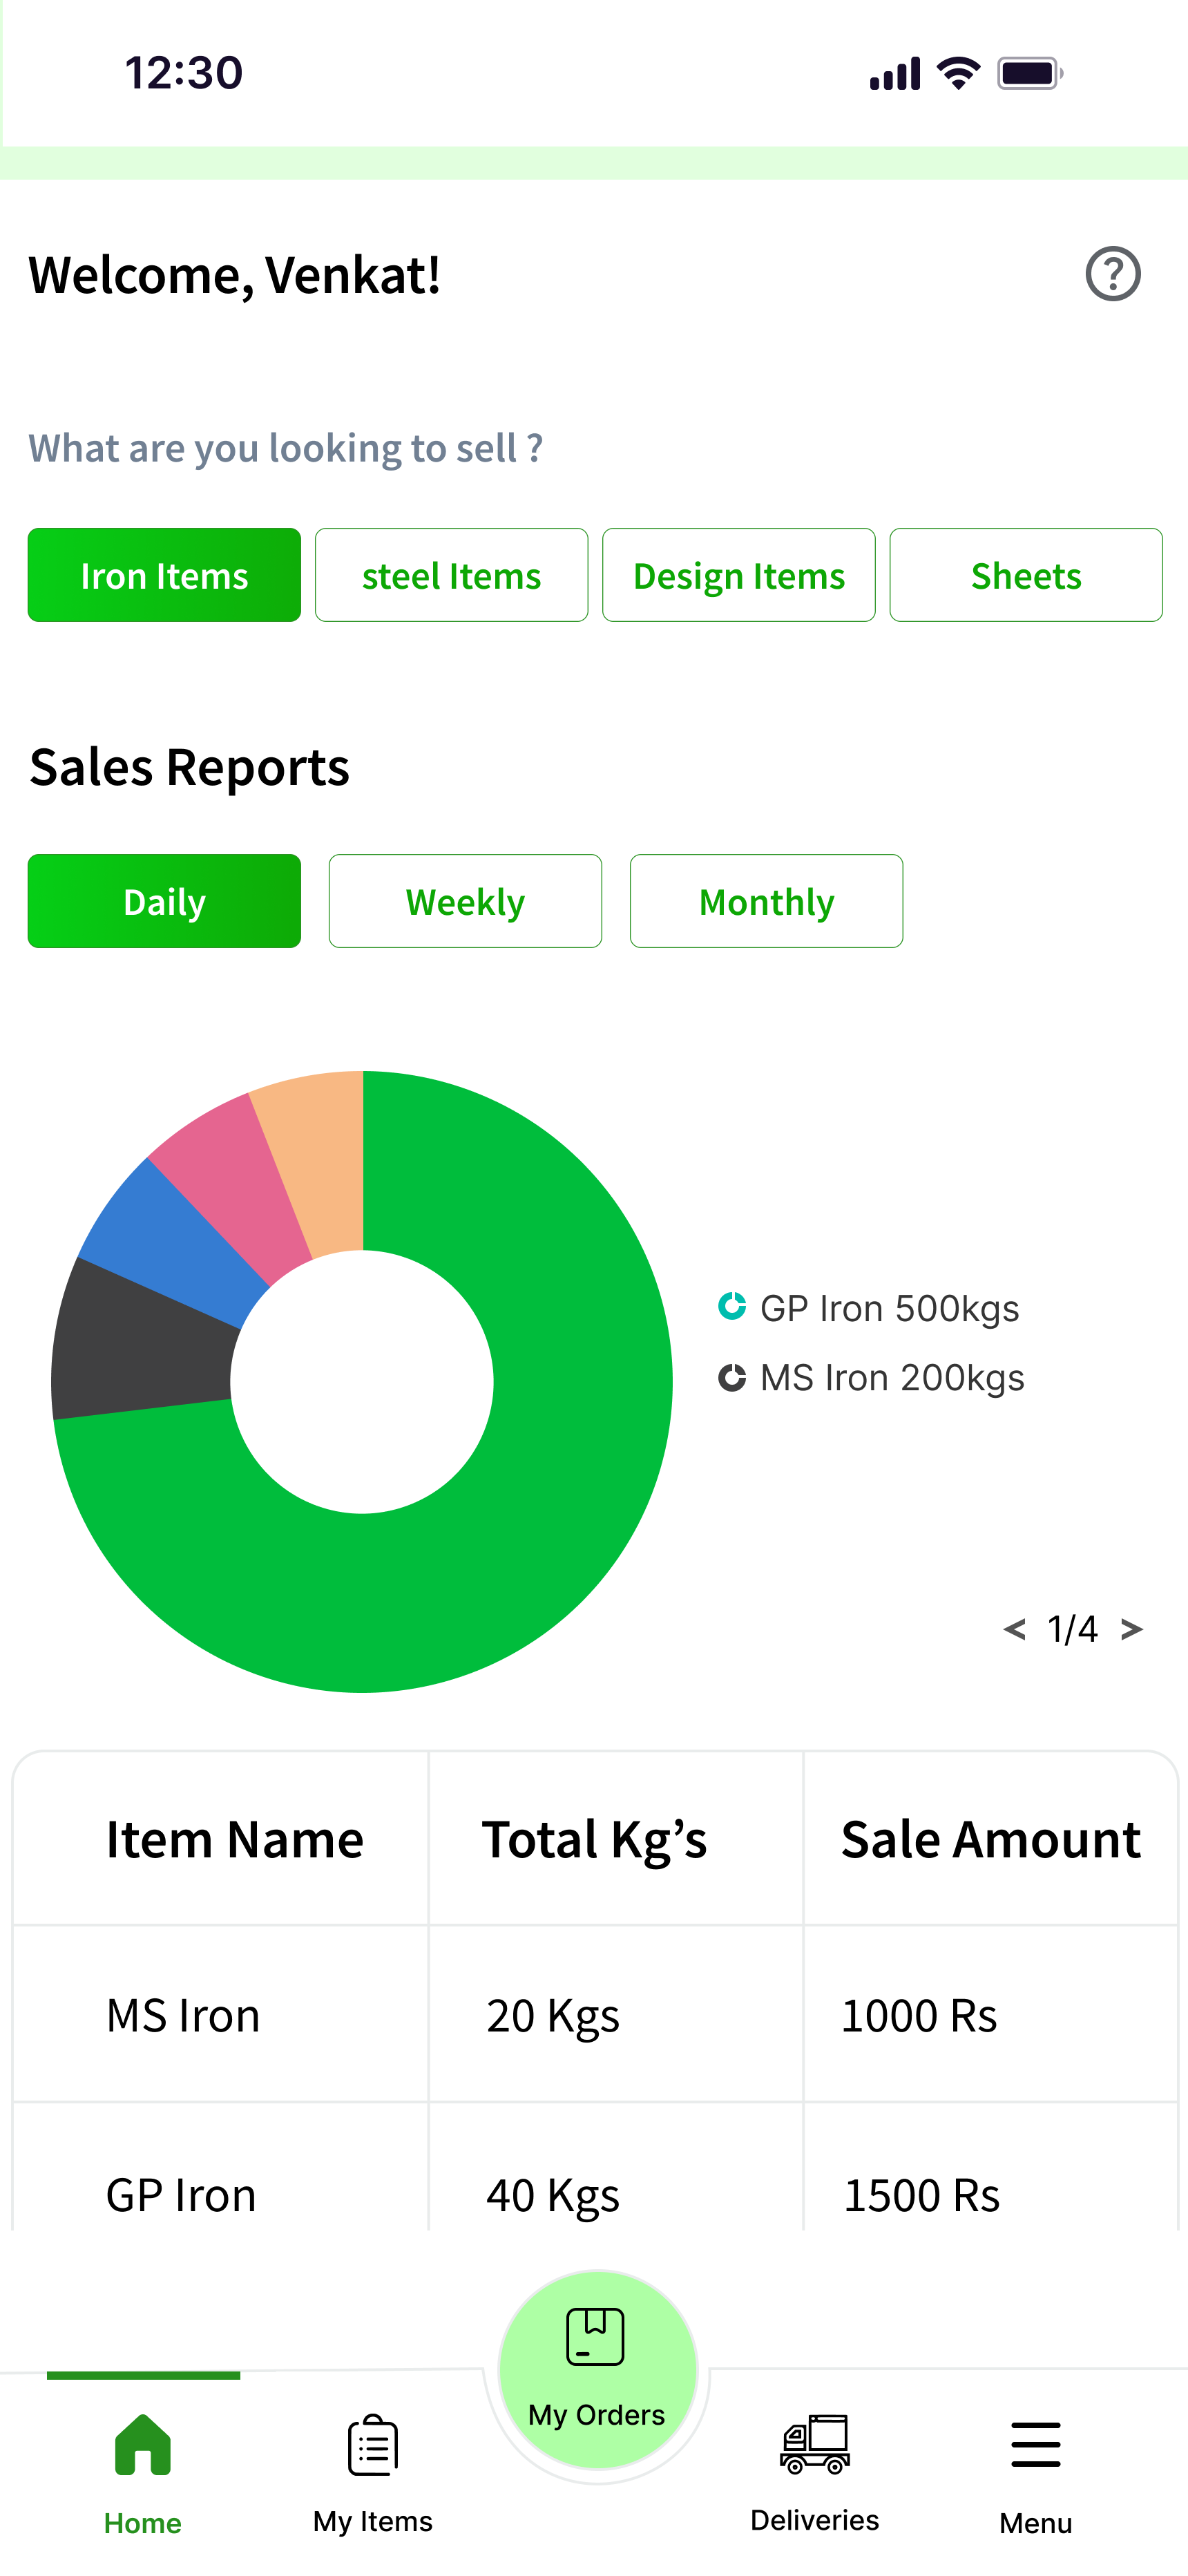 12:30
Welcome, Venkat!
What are you looking to sell ?
Iron Items steel Items Design Items Sheets
Sales Reports
Daily Weekly Monthly
GP Iron 500kgs
MS Iron 200kgs
< 1/4 >
Item Name Total Kg’s Sale Amount
MS Iron 20 Kgs 1000 Rs
GP Iron 40 Kgs 1500 Rs
My Orders
Home My Items Deliveries Menu